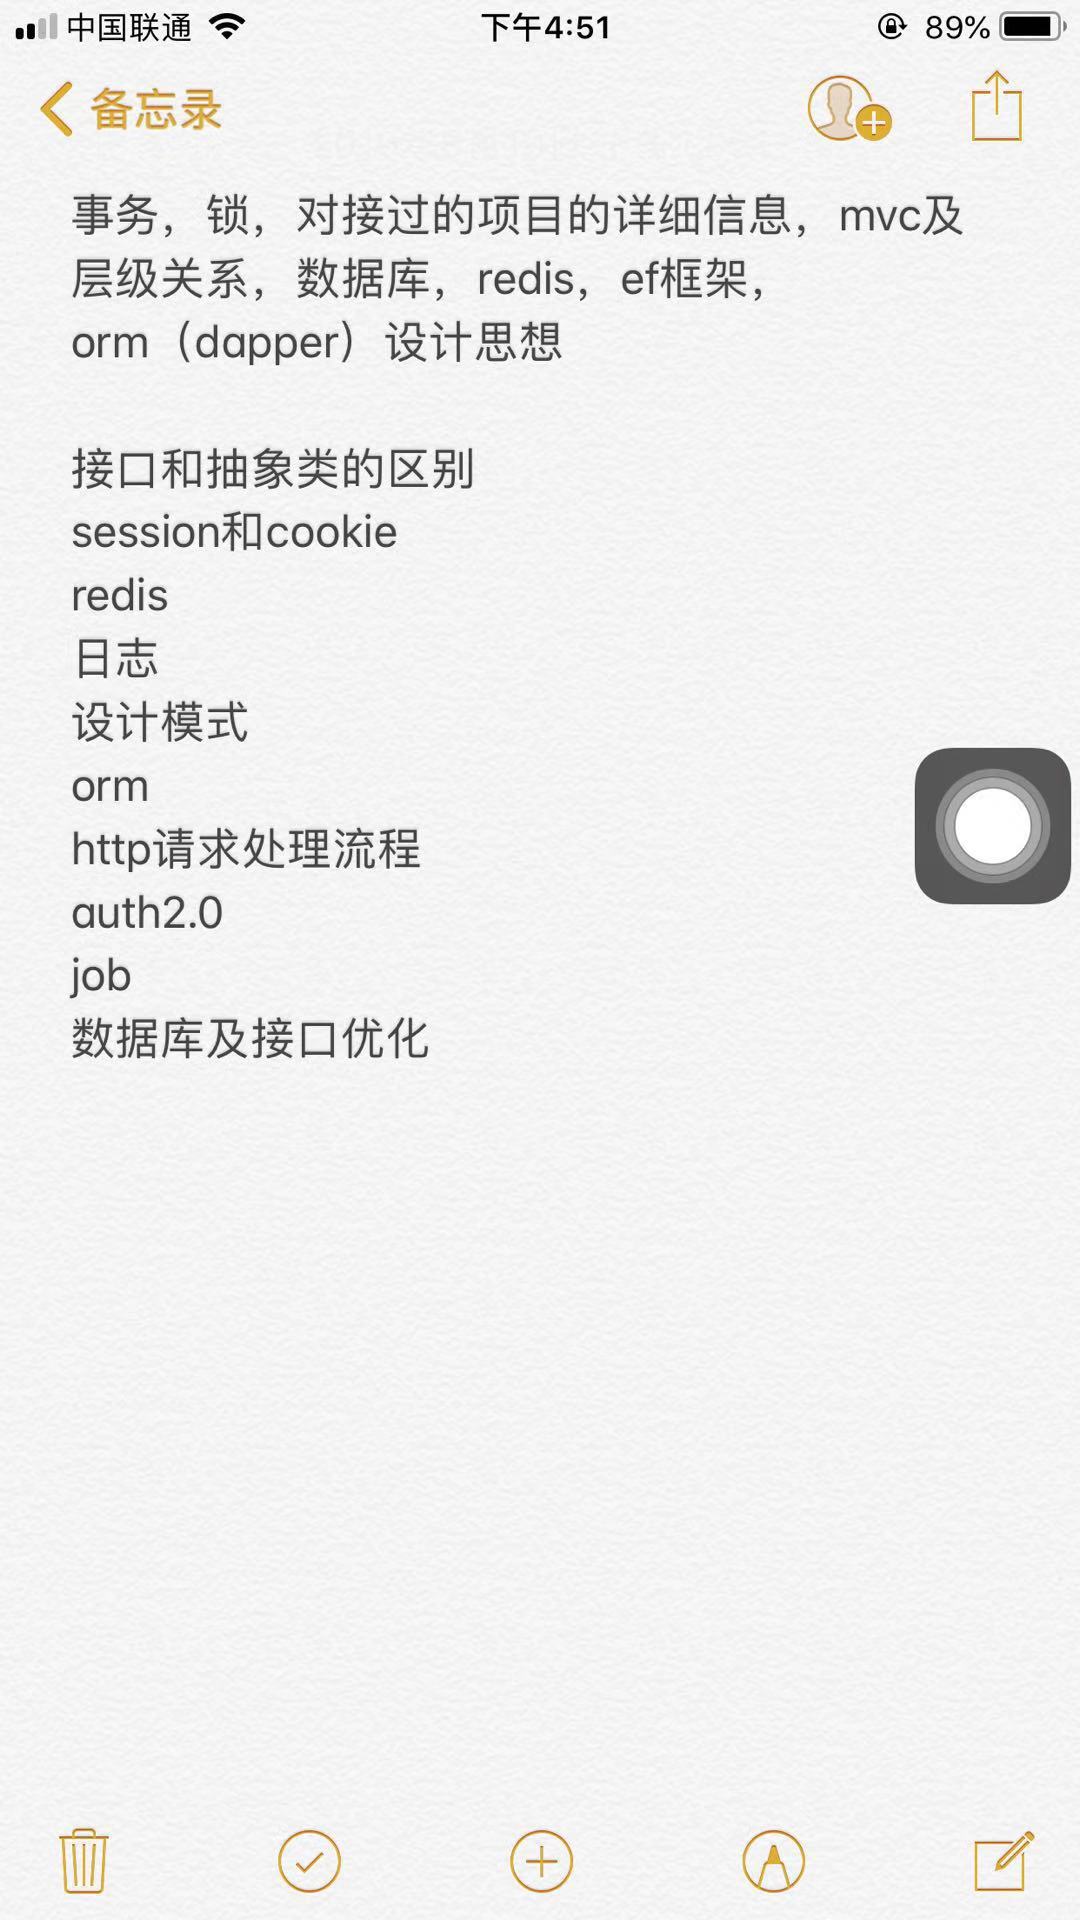 中国联通
下午4:51
89%
备忘录
事务，锁，对接过的项目的详细信息，mvc及
层级关系，数据库，redis，ef框架，
orm（dapper）设计思想
接口和抽象类的区别
session和cookie
redis
日志
设计模式
orm
http请求处理流程
auth2.0
job
数据库及接口优化